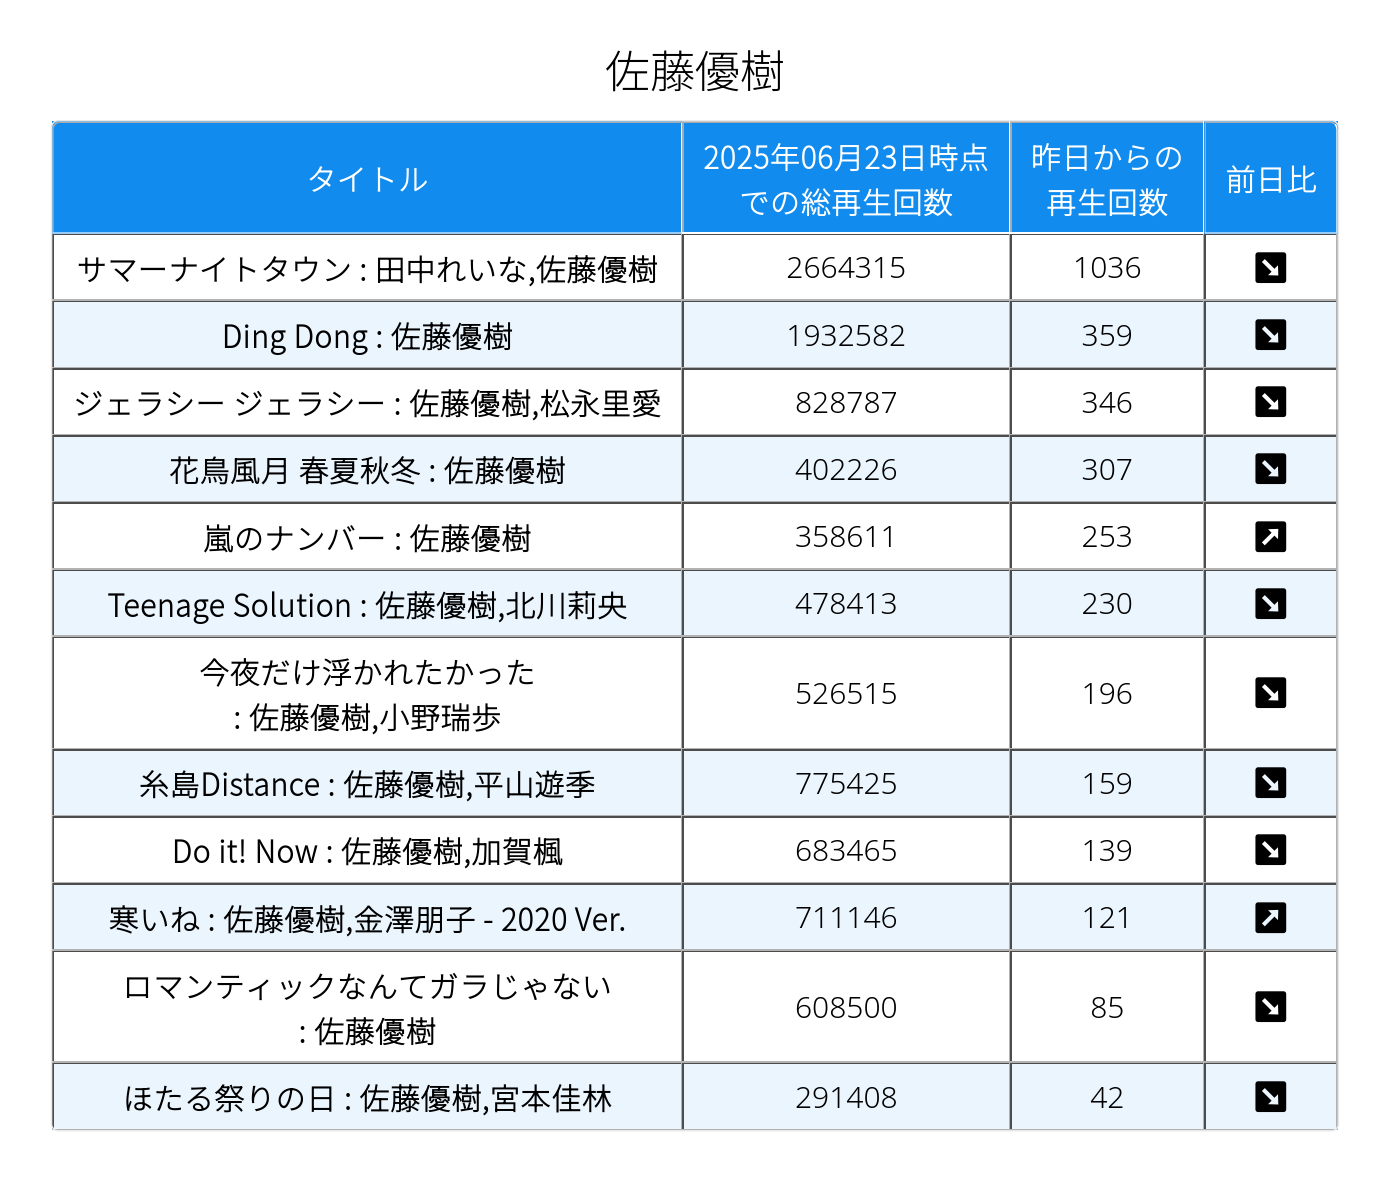 佐藤優樹
タイトル
2025年06月23日時点
での総再生回数
昨日からの
再生回数
前日比
サマーナイトタウン : 田中れいな,佐藤優樹 2664315 1036 ↘
Ding Dong : 佐藤優樹 1932582 359 ↘
ジェラシー ジェラシー : 佐藤優樹,松永里愛 828787 346 ↘
花鳥風月 春夏秋冬 : 佐藤優樹 402226 307 ↘
嵐のナンバー : 佐藤優樹 358611 253 ↗
Teenage Solution : 佐藤優樹,北川莉央 478413 230 ↘
今夜だけ浮かれたかった
: 佐藤優樹,小野瑞歩 526515 196 ↘
糸島Distance : 佐藤優樹,平山遊季 775425 159 ↘
Do it! Now : 佐藤優樹,加賀楓 683465 139 ↘
寒いね : 佐藤優樹,金澤朋子 - 2020 Ver. 711146 121 ↗
ロマンティックなんてガラじゃない
: 佐藤優樹 608500 85 ↘
ほたる祭りの日 : 佐藤優樹,宮本佳林 291408 42 ↘